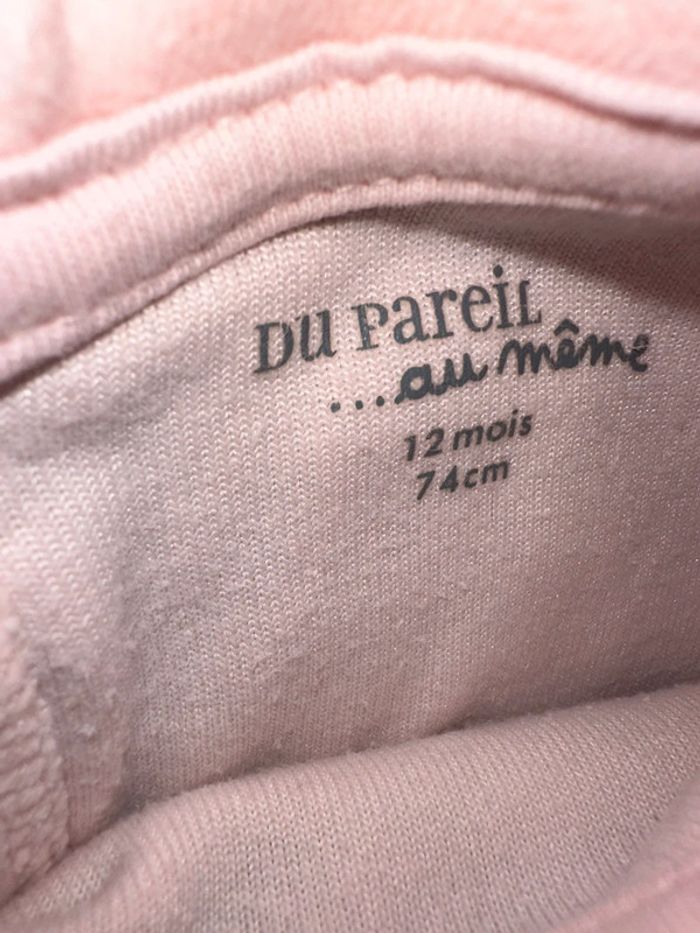 DU PAREIL
...au même
12 mois
74cm